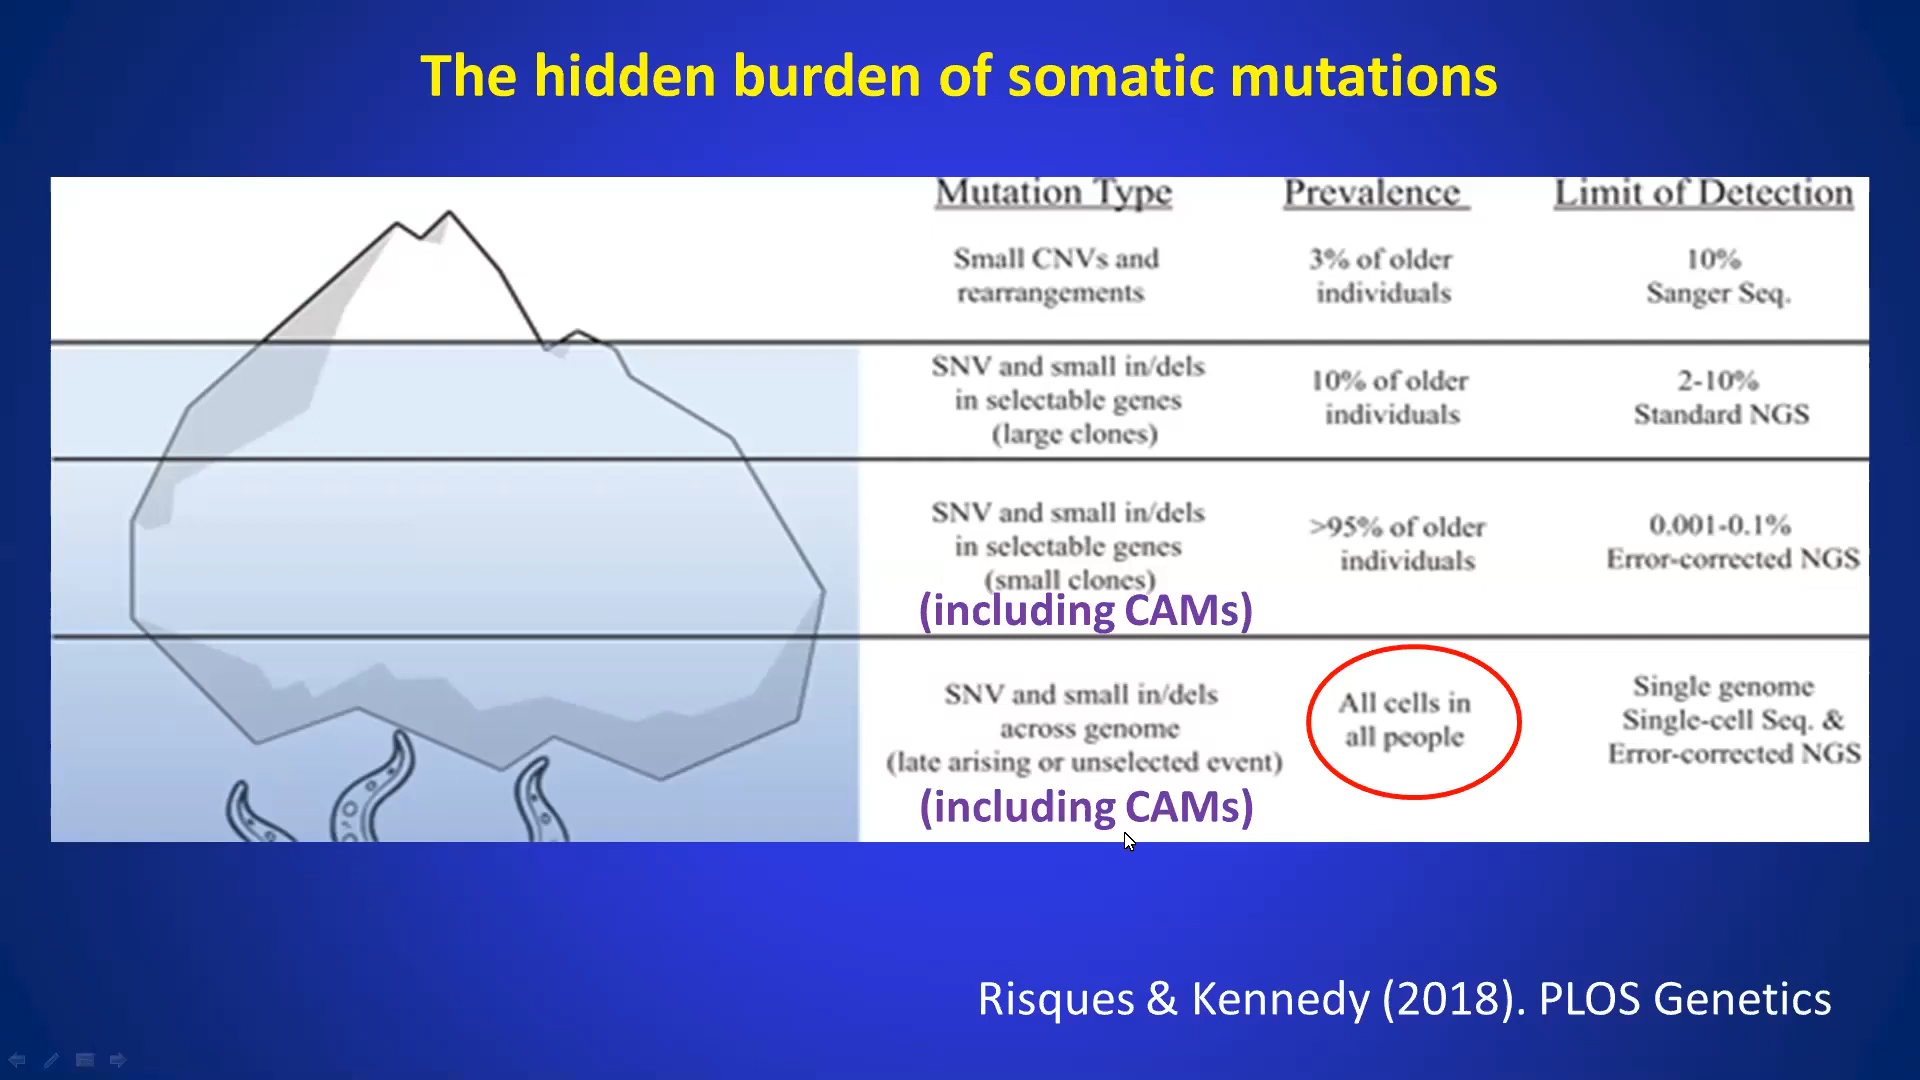 The hidden burden of somatic mutations
Mutation Type Prevalence Limit of Detection
Small CNVs and
rearrangements
3% of older
individuals
10%
Sanger Seq.
SNV and small in/dels
in selectable genes
(large clones)
10% of older
individuals
2-10%
Standard NGS
SNV and small in/dels
in selectable genes
(small clones)
(including CAMs)
>95% of older
individuals
0.001-0.1%
Error-corrected NGS
SNV and small in/dels
across genome
(late arising or unselected event)
(including CAMs)
All cells in
all people
Single genome
Single-cell Seq. &
Error-corrected NGS
Risques & Kennedy (2018). PLOS Genetics